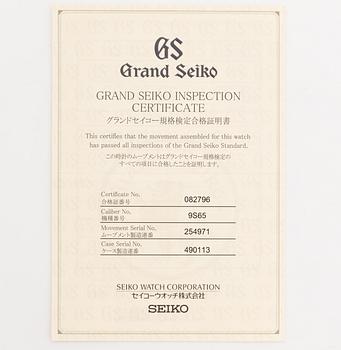 GS
Grand Seiko
GRAND SEIKO INSPECTION
CERTIFICATE
グランドセイコー規格検定合格証明書
This certifies that the movement assembled for this watch
has passed all inspections of the Grand Seiko Standard.
この時計のムーブメントはグランドセイコー規格検定の
すべての項目に合格したことを証明します。
Certificate No. 082796
合格証番号
Caliber No. 9S65
機種番号
Movement Serial No. 254971
ムーブメント製造連番
Case Serial No. 490113
ケース製造連番
SEIKO WATCH CORPORATION
セイコーウオッチ株式会社
SEIKO